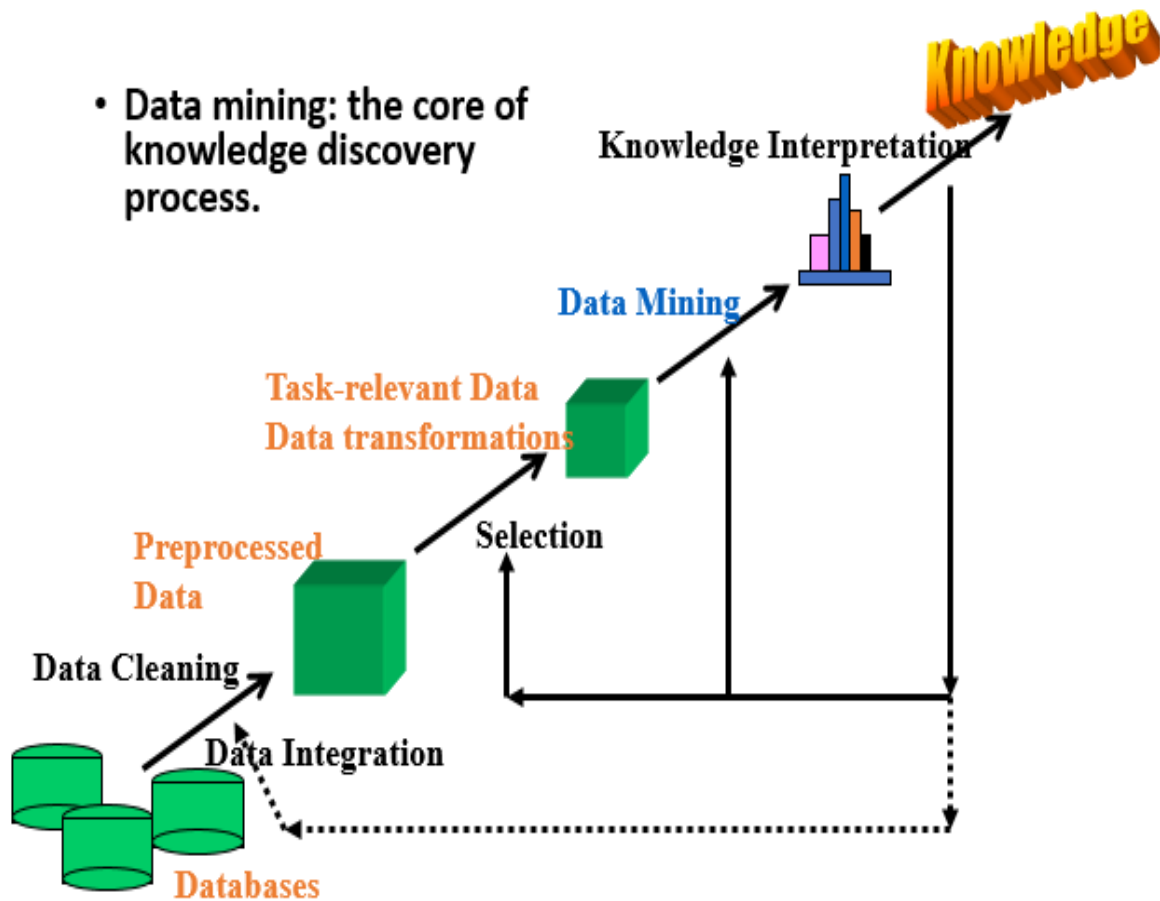 Knowledge
• Data mining: the core of
knowledge discovery
process.
Knowledge Interpretation
Data Mining
Task-relevant Data
Data transformations
Selection
Preprocessed
Data
Data Cleaning
Data Integration
Databases